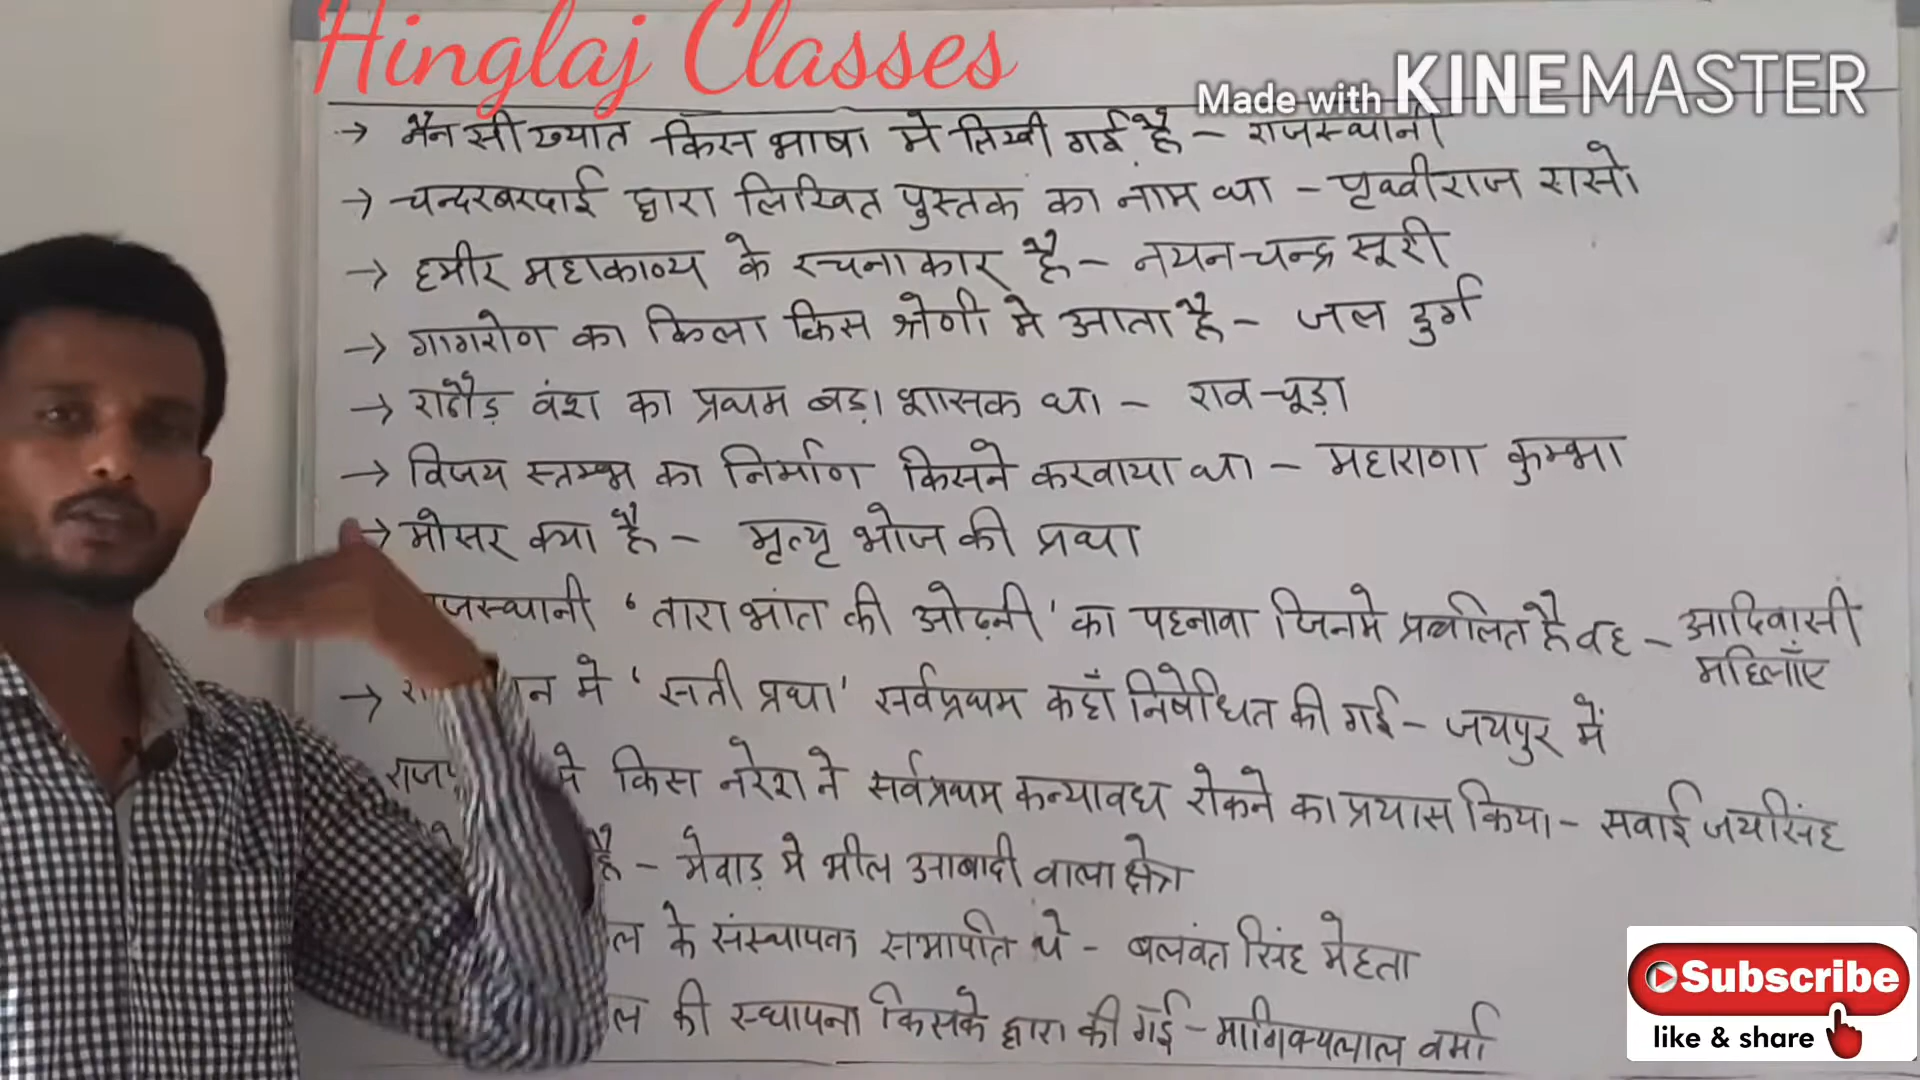 Hinglaj Classes
Made with KINEMASTER
→ नैनसी ख्यात किस भाषा मे लिखी गई है – राजस्थानी
→ चन्दरबरदाई द्वारा लिखित पुस्तक का नाम था – पृथ्वीराज रासो
→ हमीर महाकाव्य के रचनाकार है – नयनचन्द्र सूरी
→ गागरोण का किला किस श्रेणी मे आता है – जल दुर्ग
→ राठौड़ वंश का प्रथम बड़ा शासक था – राव चूड़ा
→ विजय स्तम्भ का निर्माण किसने करवाया था – महाराणा कुम्भा
→ मोसर क्या है – मृत्यु भोज की प्रथा
'तारा भांत की ओढ़नी' का पहनावा जिनमे प्रचलित है वह – आदिवासी
महिलाँए
→ मे 'सती प्रथा' सर्वप्रथम कहाँ निषेधित की गई – जयपुर में
किस नरेश ने सर्वप्रथम कन्यावध रोकने का प्रयास किया – सवाई जयसिंह
है – मेवाड़ मे भील आबादी वाला क्षेत्र
के संस्थापक सभापति थे – बलवंत सिंह मेहता
की स्थापना किसके द्वारा की गई – माणिक्यलाल वर्मा
Subscribe
like & share